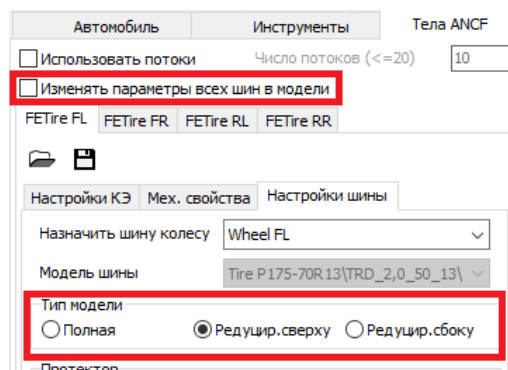 Автомобиль Инструменты Тела ANCF
Использовать потоки Число потоков (<=20) 10
Изменять параметры всех шин в модели
FETire FL FETire FR FETire RL FETire RR
Настройки КЭ Мех. свойства Настройки шины
Назначить шину колесу Wheel FL
Модель шины Tire P175-70R13\TRD_2,0_50_13\
Тип модели
Полная Редуцир.сверху Редуцир.сбоку
Протектор